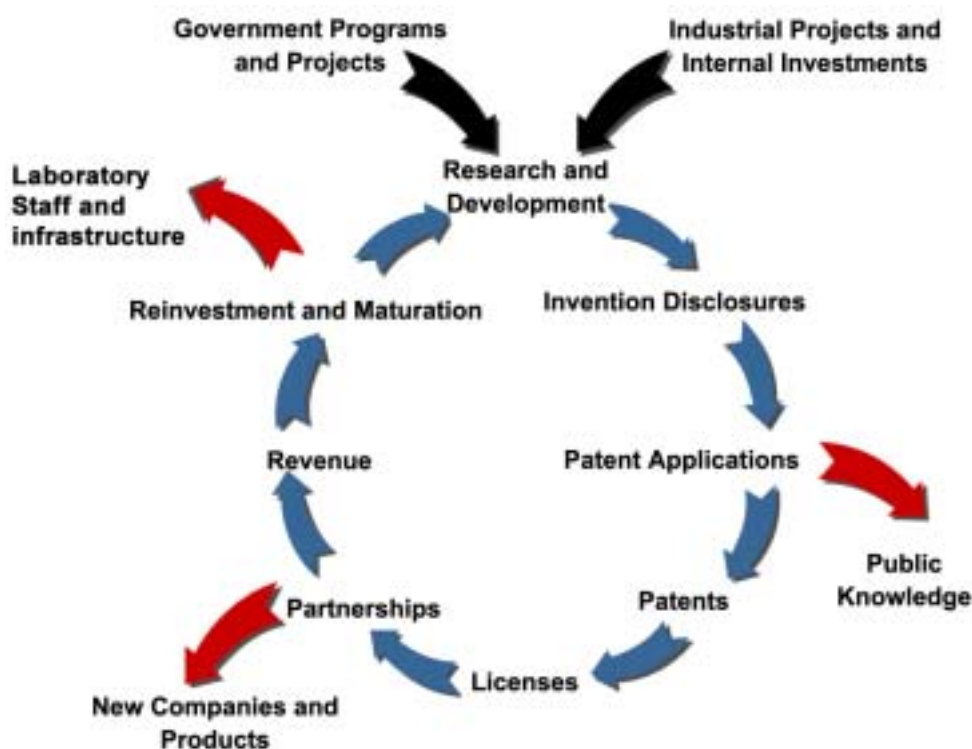 Government Programs
and Projects
Industrial Projects and
Internal Investments
Research and
Development
Laboratory
Staff and
infrastructure
Reinvestment and Maturation
Invention Disclosures
Revenue
Patent Applications
Public
Knowledge
Partnerships
Patents
Licenses
New Companies and
Products